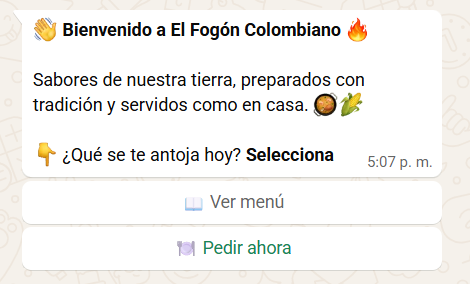 👋 Bienvenido a El Fogón Colombiano 🔥
Sabores de nuestra tierra, preparados con
tradición y servidos como en casa. 🥘🌽
👇 ¿Qué se te antoja hoy? Selecciona
5:07 p. m.
📖 Ver menú
🍽️ Pedir ahora